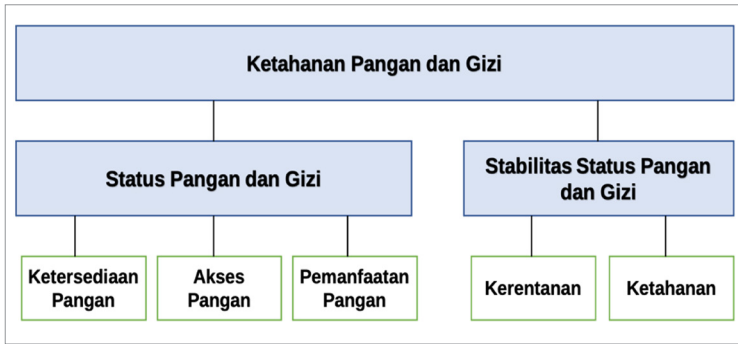 Ketahanan Pangan dan Gizi
Status Pangan dan Gizi
Stabilitas Status Pangan
dan Gizi
Ketersediaan
Pangan
Akses
Pangan
Pemanfaatan
Pangan
Kerentanan
Ketahanan